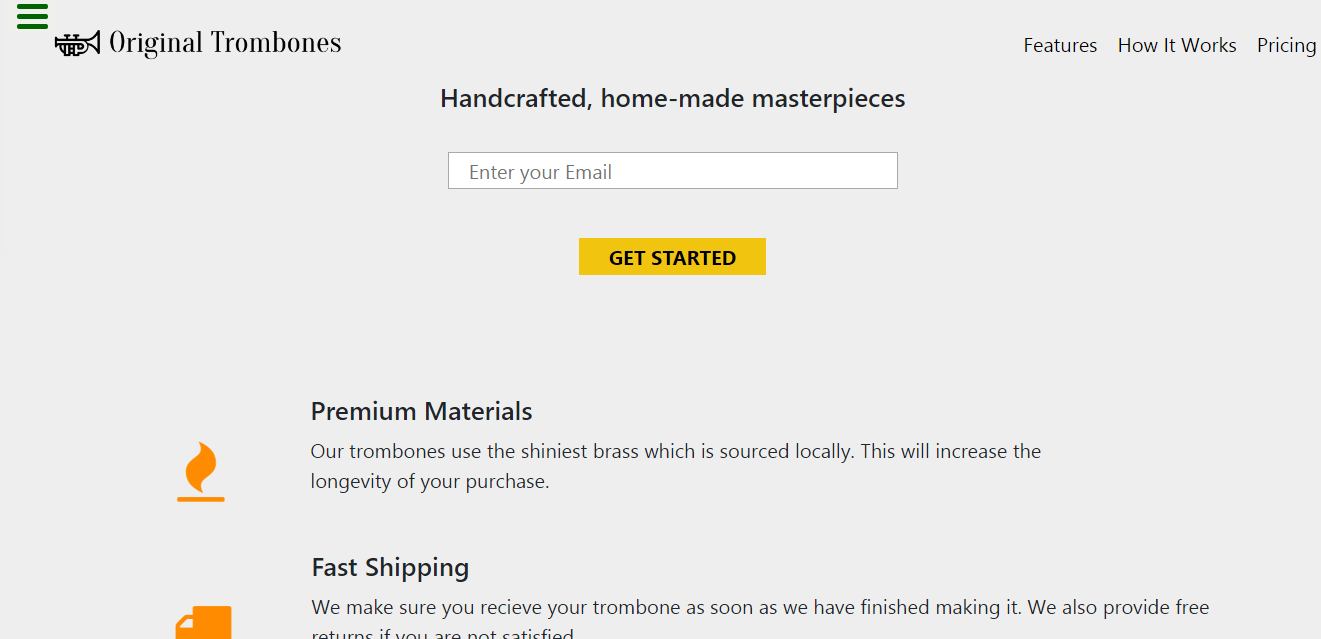 Original Trombones
Features How It Works Pricing
Handcrafted, home-made masterpieces
Enter your Email
GET STARTED
Premium Materials
Our trombones use the shiniest brass which is sourced locally. This will increase the
longevity of your purchase.
Fast Shipping
We make sure you recieve your trombone as soon as we have finished making it. We also provide free
returns if you are not satisfied.